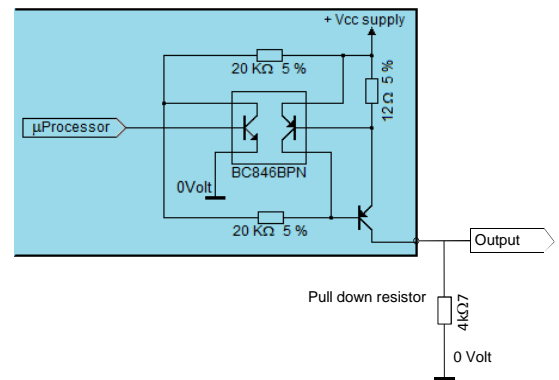 + Vcc supply
20 KΩ 5 %
12 Ω 5 %
µProcessor
BC846BPN
0Volt
20 KΩ 5 %
Output
Pull down resistor
4kΩ7
0 Volt